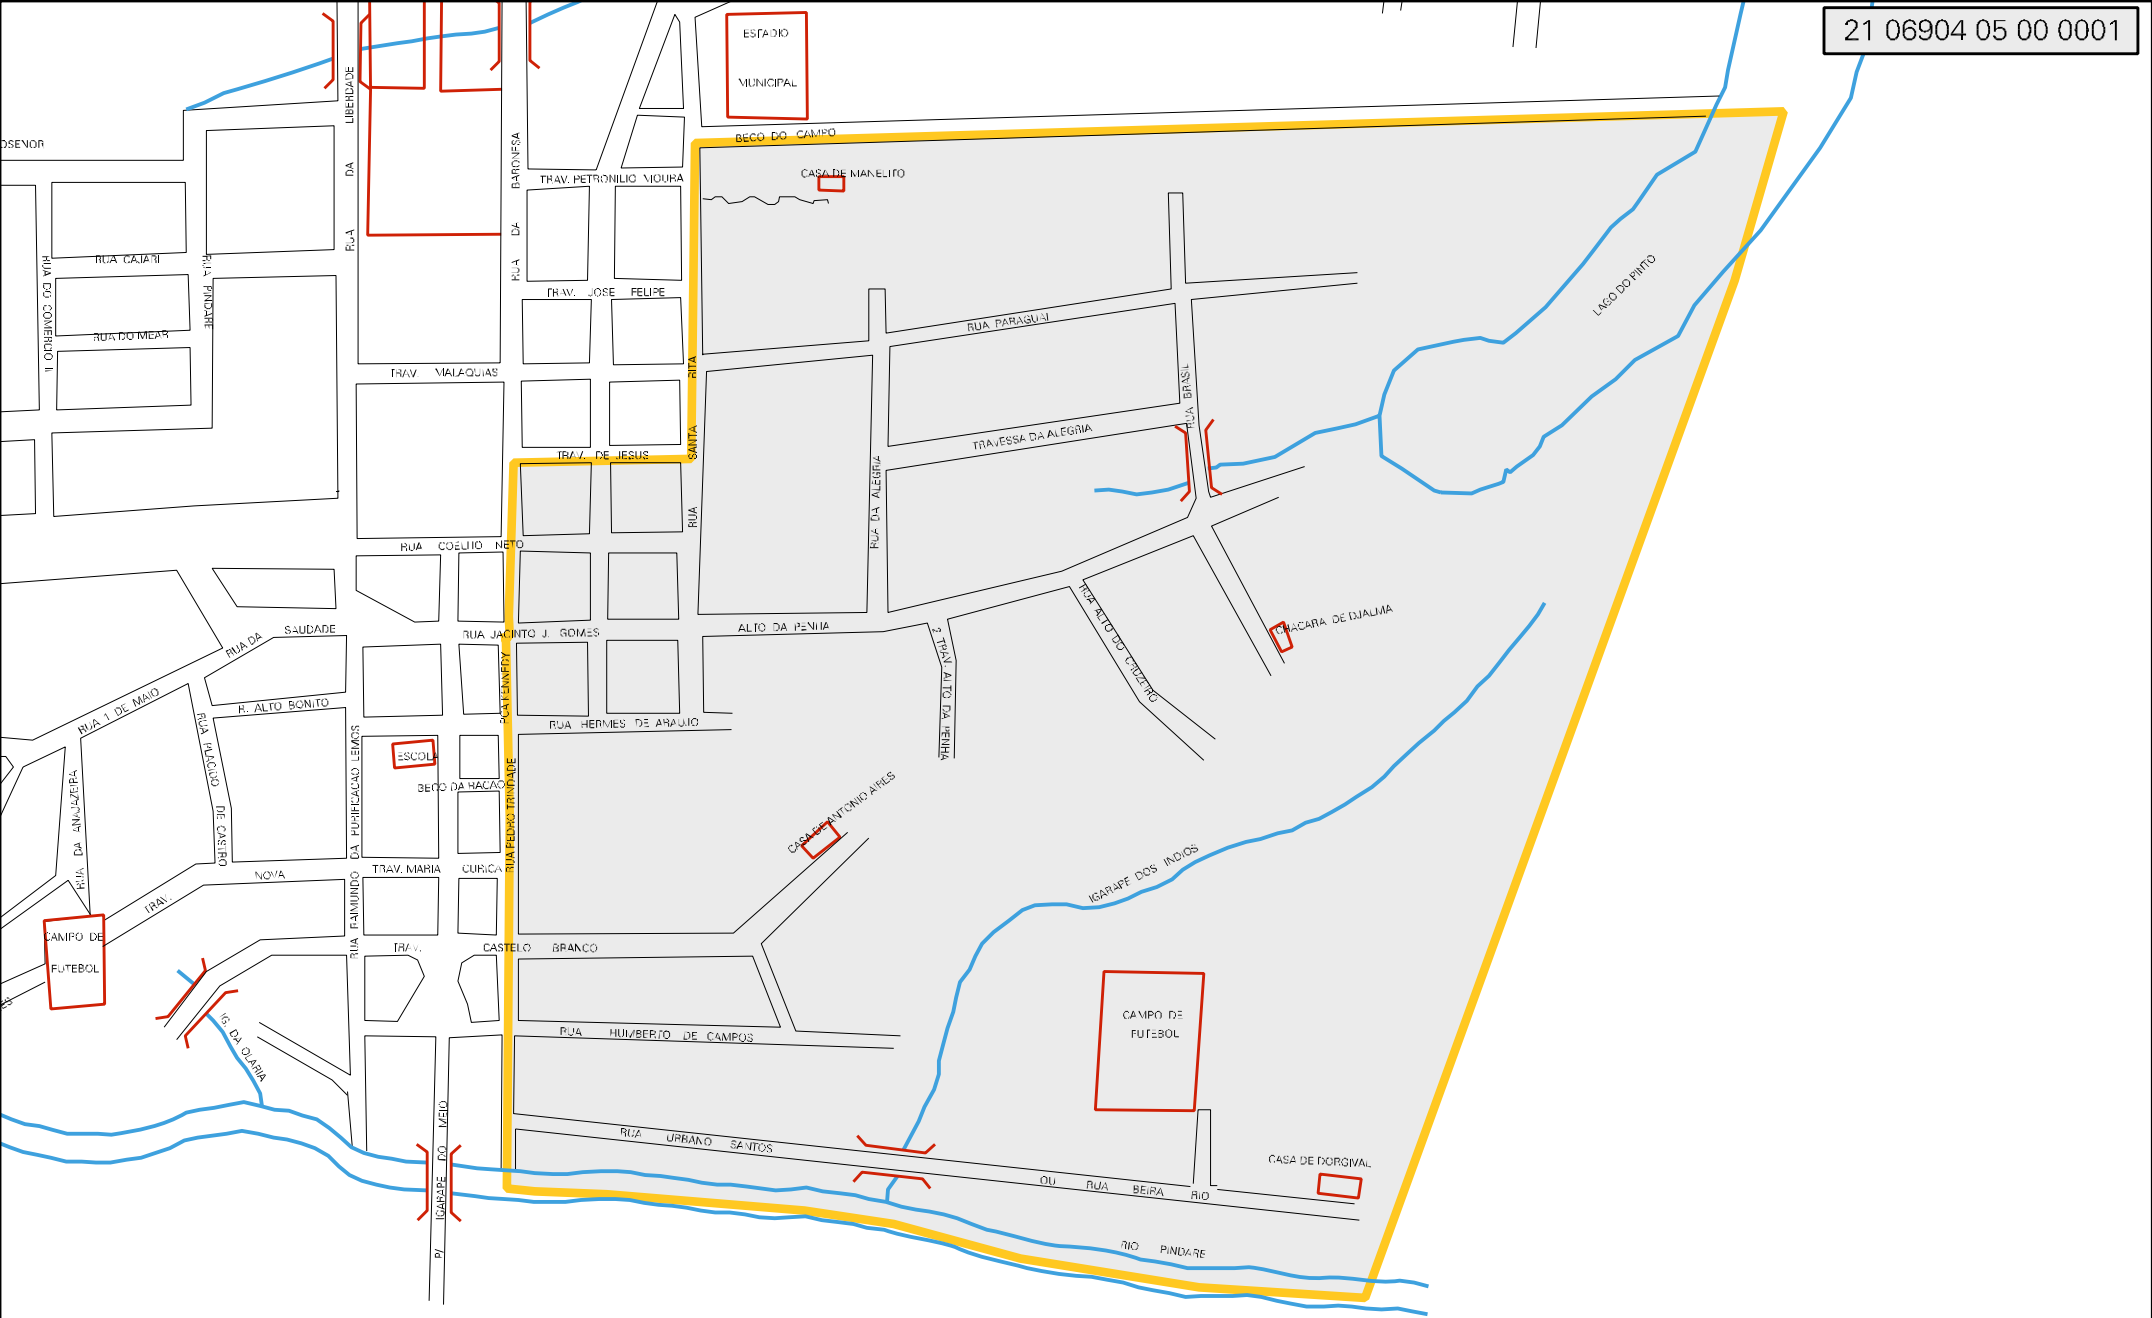 21 06904 05 00 0001
ESTADIO
MUNICIPAL
RUA DA LIBERDADE
RUA DA BARONESA
BECO DO CAMPO
OSENOR
CASA DE MANELITO
TRAV. PETRONILIO MOURA
RUA CAJARI
RUA PINDARE
RUA DO COMERCIO II
LAGO DO PINTO
TRAV. JOSE FELIPE
RUA PARAGUAI
RUA DO MEAR
TRAV. MALAQUIAS
RUA SANTA RITA
RUA BRASIL
TRAVESSA DA ALEGRIA
TRAV. DE JESUS
RUA DA ALEGRIA
RUA COELHO NETO
RUA DA SAUDADE
RUA JACINTO J. GOMES
ALTO DA PENHA
CHACARA DE DJALMA
2 TRAV. ALTO DA PENHA
RUA ALTO DO CRUZEIRO
PCA KENNEDY
RUA 1 DE MAIO
R. ALTO BONITO
RUA HERMES DE ARAUJO
RUA PLACIDO DE CASTRO
ESCOLA
BECO DA RACAO
RUA PEDRO TRINDADE
RUA RAIMUNDO DA PURIFICACAO LEMOS
RUA DA ANAJAZEIRA
CASA DE ANTONIO AIRES
TRAV. MARIA CURICA
TRAV. NOVA
IGARAPE DOS INDIOS
CAMPO DE
FUTEBOL
TRAV. CASTELO BRANCO
CAMPO DE
FUTEBOL
IG. DA OLARIA
RUA HUMBERTO DE CAMPOS
RUA URBANO SANTOS OU RUA BEIRA RIO
CASA DE DORGIVAL
P/ IGARAPE DO MEIO
RIO PINDARE